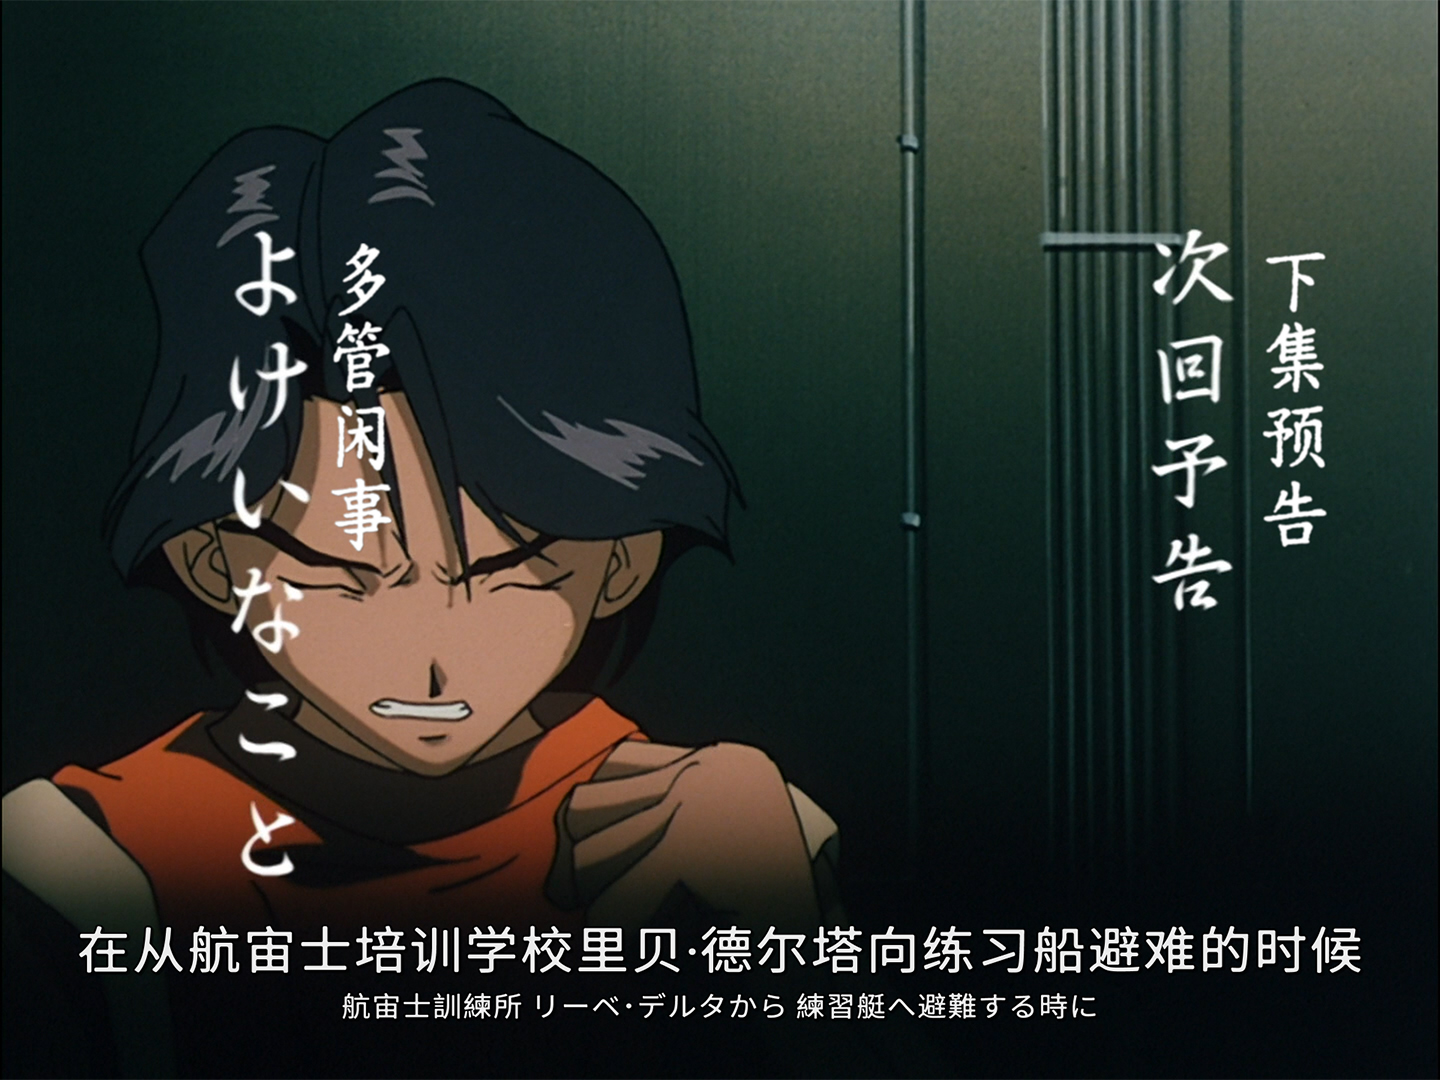 下集预告
次回予告
多管闲事
よけいなこと
在从航宙士培训学校里贝·德尔塔向练习船避难的时候
航宙士訓練所 リーベ･デルタから 練習艇へ避難する時に